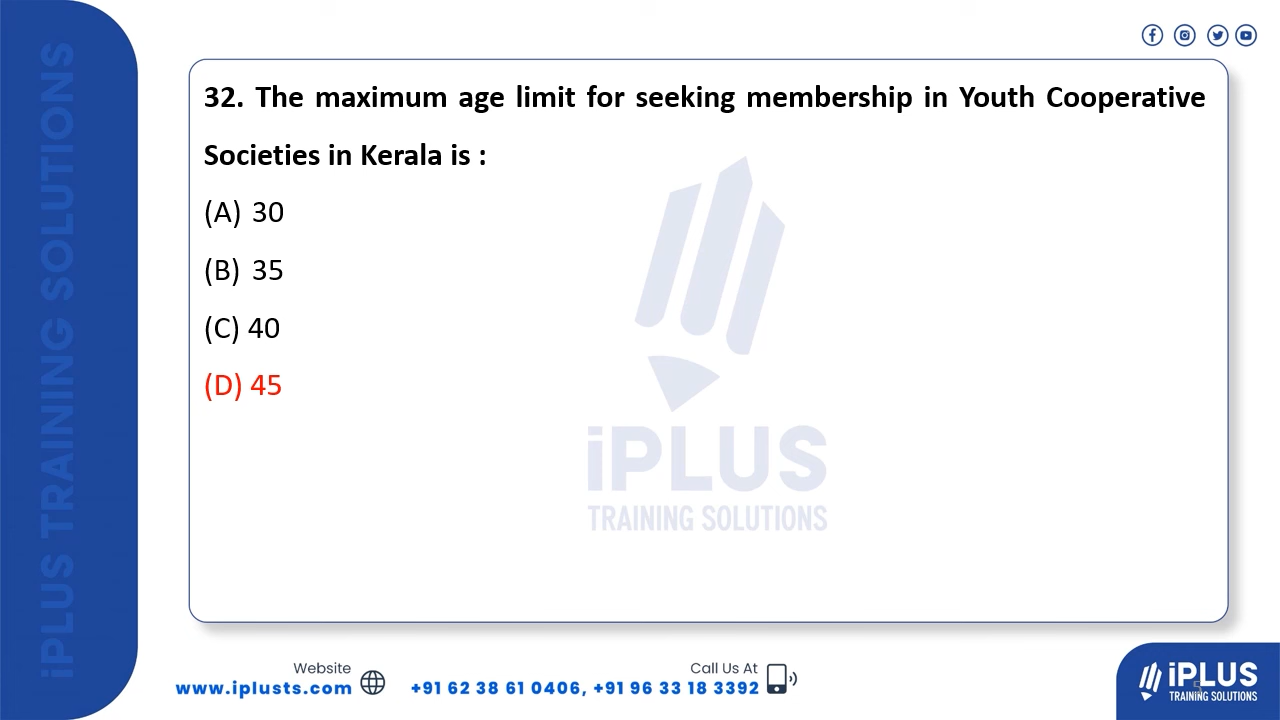 iPLUS TRAINING SOLUTIONS
32. The maximum age limit for seeking membership in Youth Cooperative
Societies in Kerala is :
(A) 30
(B) 35
(C) 40
(D) 45
iPLUS
TRAINING SOLUTIONS
Website
www.iplusts.com
Call Us At
+91 62 38 61 0406, +91 96 33 18 3392
iPLUS
TRAINING SOLUTIONS
5